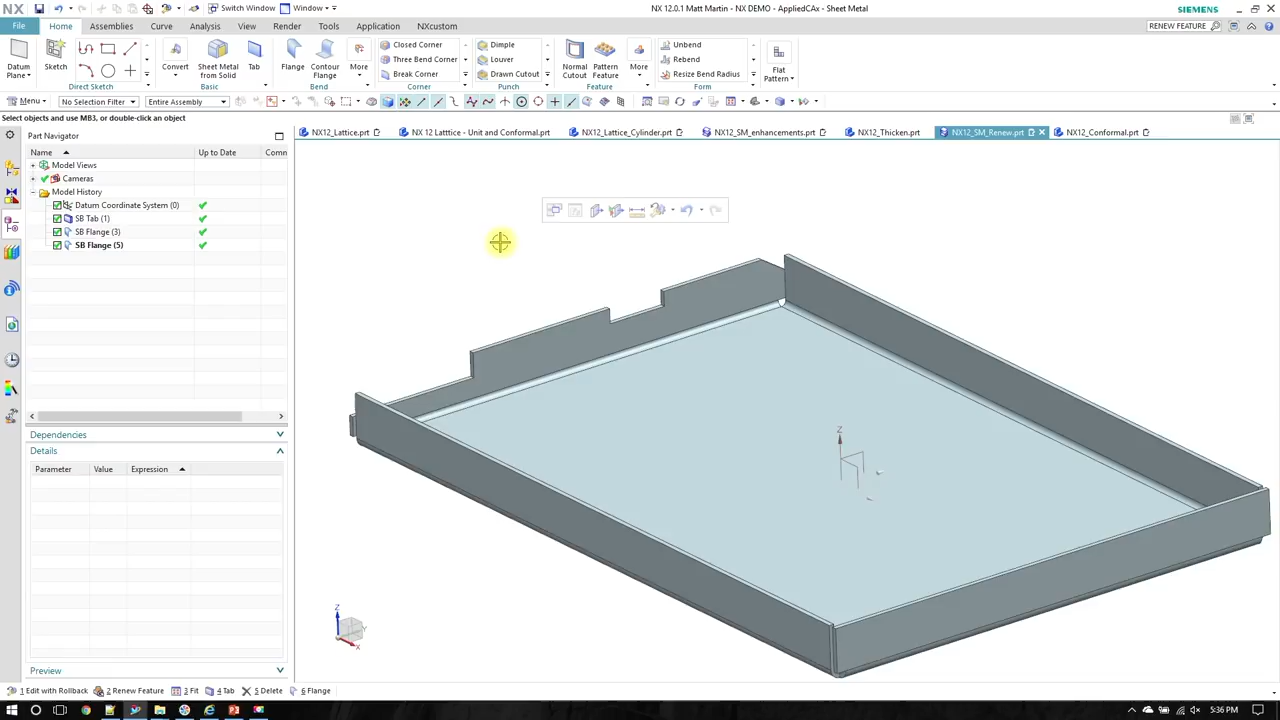 NX
Switch Window
Window
NX 12.0.1 Matt Martin - NX DEMO - AppliedCAx - Sheet Metal
SIEMENS
File Home Assemblies Curve Analysis View Render Tools Application NXcustom
RENEW FEATURE
Datum Plane
Sketch
Direct Sketch
Convert
Sheet Metal from Solid
Tab
Basic
Flange
Contour Flange
More
Bend
Closed Corner
Three Bend Corner
Break Corner
Corner
Dimple
Louver
Drawn Cutout
Punch
Normal Cutout
Pattern Feature
More
Feature
Unbend
Rebend
Resize Bend Radius
Form
Flat Pattern
Menu
No Selection Filter
Entire Assembly
Select objects and use MB3, or double-click an object
Part Navigator
NX12_Lattice.prt
NX 12 Latttice - Unit and Conformal.prt
NX12_Lattice_Cylinder.prt
NX12_SM_enhancements.prt
NX12_Thicken.prt
NX12_SM_Renew.prt
NX12_Conformal.prt
Name Up to Date Comn
Model Views
Cameras
Model History
Datum Coordinate System (0)
SB Tab (1)
SB Flange (3)
SB Flange (5)
Z
Dependencies
Details
Parameter Value Expression
Z
Y
X
Preview
1 Edit with Rollback 2 Renew Feature 3 Fit 4 Tab 5 Delete 6 Flange
5:36 PM